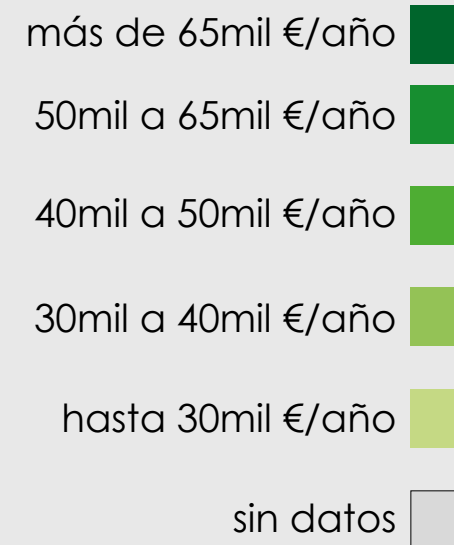 más de 65mil €/año
50mil a 65mil €/año
40mil a 50mil €/año
30mil a 40mil €/año
hasta 30mil €/año
sin datos